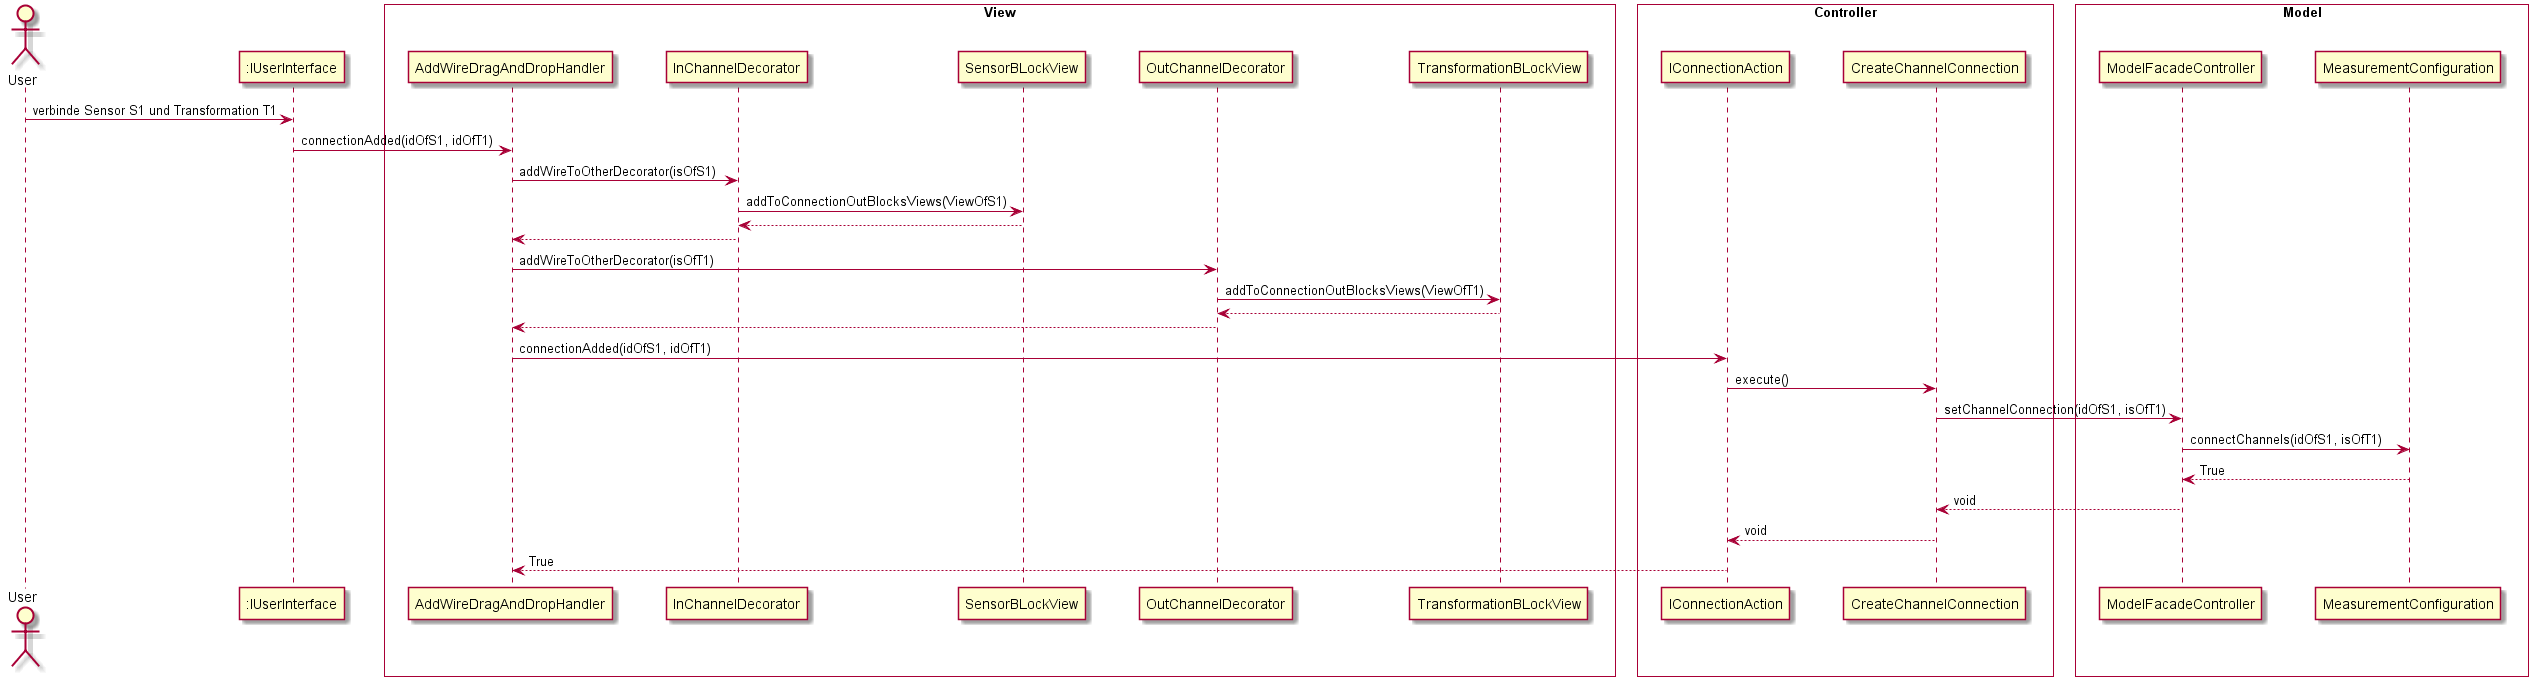 View
Controller
Model
User
:IUserInterface
AddWireDragAndDropHandler
InChannelDecorator
SensorBLockView
OutChannelDecorator
TransformationBLockView
IConnectionAction
CreateChannelConnection
ModelFacadeController
MeasurementConfiguration
verbinde Sensor S1 und Transformation T1
connectionAdded(idOfS1, idOfT1)
addWireToOtherDecorator(isOfS1)
addToConnectionOutBlocksViews(ViewOfS1)
addWireToOtherDecorator(isOfT1)
addToConnectionOutBlocksViews(ViewOfT1)
connectionAdded(idOfS1, idOfT1)
execute()
setChannelConnection(idOfS1, isOfT1)
connectChannels(idOfS1, isOfT1)
True
void
void
True
User
:IUserInterface
AddWireDragAndDropHandler
InChannelDecorator
SensorBLockView
OutChannelDecorator
TransformationBLockView
IConnectionAction
CreateChannelConnection
ModelFacadeController
MeasurementConfiguration